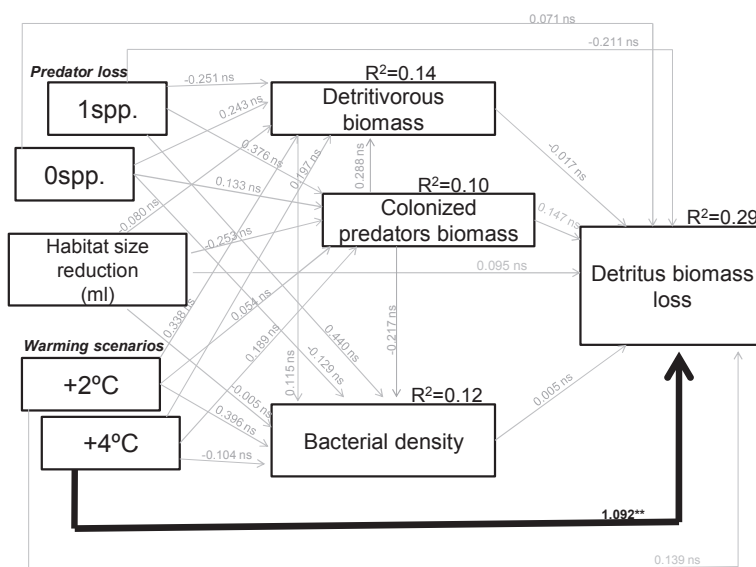 0.071 ns
-0.211 ns
Predator loss
-0.251 ns
R²=0.14
1spp.
Detritivorous
biomass
0.243 ns
0.376 ns
0.197 ns
0.288 ns
-0.017 ns
0spp.
0.133 ns
R²=0.10
-0.080 ns
Colonized
predators biomass
0.147 ns
R²=0.29
Habitat size
reduction
(ml)
-0.253 ns
0.095 ns
Detritus biomass
loss
0.338 ns
0.054 ns
0.189 ns
-0.129 ns
0.440 ns
-0.217 ns
0.115 ns
Warming scenarios
+2ºC
-0.005 ns
0.396 ns
R²=0.12
0.005 ns
+4ºC
Bacterial density
-0.104 ns
1.092**
0.139 ns